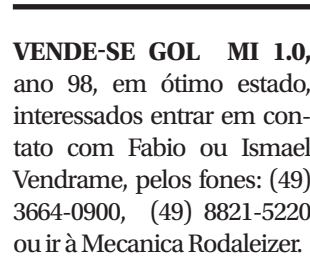 VENDE-SE GOL MI 1.0,
ano 98, em ótimo estado,
interessados entrar em con-
tato com Fabio ou Ismael
Vendrame, pelos fones: (49)
3664-0900, (49) 8821-5220
ou ir à Mecanica Rodaleizer.